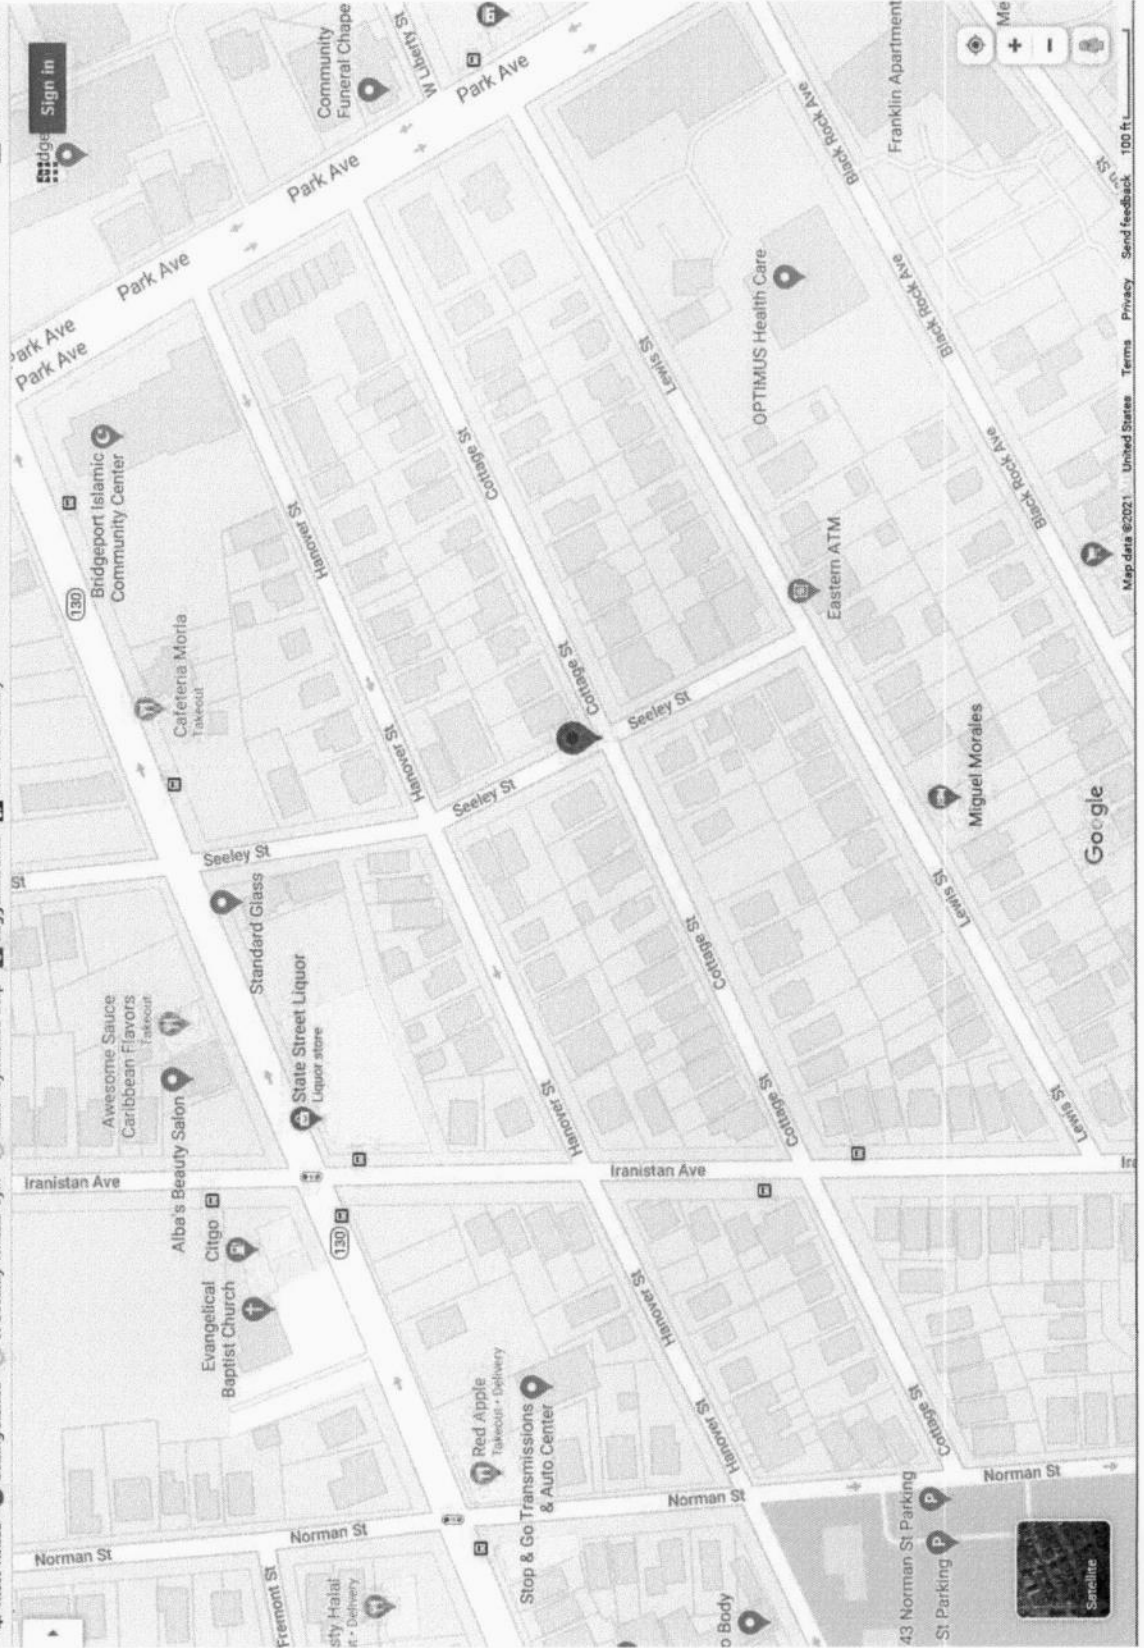 Sign in
Park Ave
Park Ave
Norman St
Iranistan Ave
St
Bridgeport Islamic
Community Center
130
Awesome Sauce
Caribbean Flavors
Takeout
Park Ave
Alba's Beauty Salon
Cafeteria Morla
Takeout
Evangelical
Baptist Church
Citgo
Standard Glass
Seeley St
Fremont St
Norman St
State Street Liquor
Liquor store
Hanover St
Park Ave
Community
Funeral Chape
sty Halal
Delivery
130
Hanover St
W Liberty St
Red Apple
Takeout • Delivery
Seeley St
Cottage St
Park Ave
Stop & Go Transmissions
& Auto Center
Hanover St
Cottage St
Iranistan Ave
Seeley St
Hanover St
Lewis St
Norman St
Hanover St
Cottage St
OPTIMUS Health Care
o Body
Cottage St
Eastern ATM
Black Rock Ave
43 Norman St Parking
St Parking
Cottage St
Lewis St
Miguel Morales
Black Rock Ave
Franklin Apartment
Norman St
Lewis St
Black Rock Ave
Me
Satellite
Google
Map data ©2021 United States Terms Privacy Send feedback 100 ft